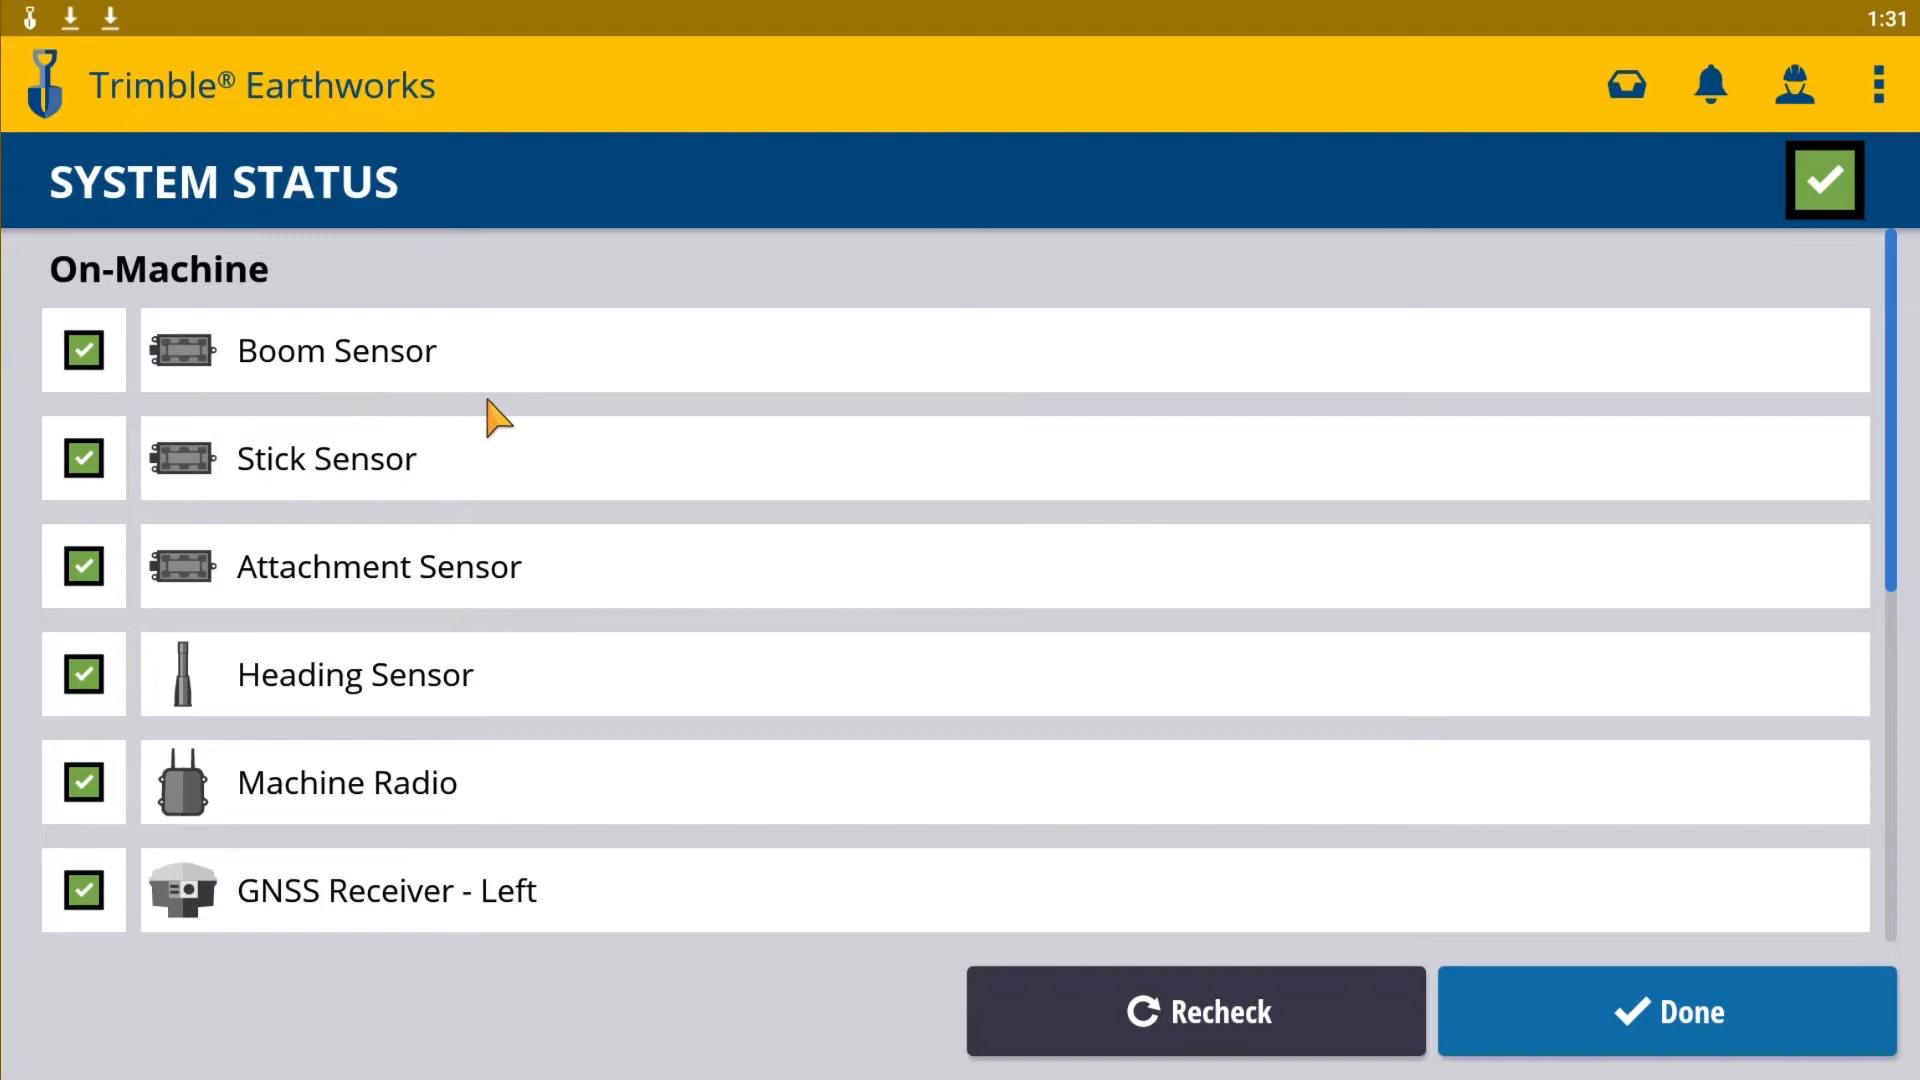 1:31
Trimble® Earthworks
SYSTEM STATUS
On-Machine
Boom Sensor
Stick Sensor
Attachment Sensor
Heading Sensor
Machine Radio
GNSS Receiver - Left
Recheck
Done